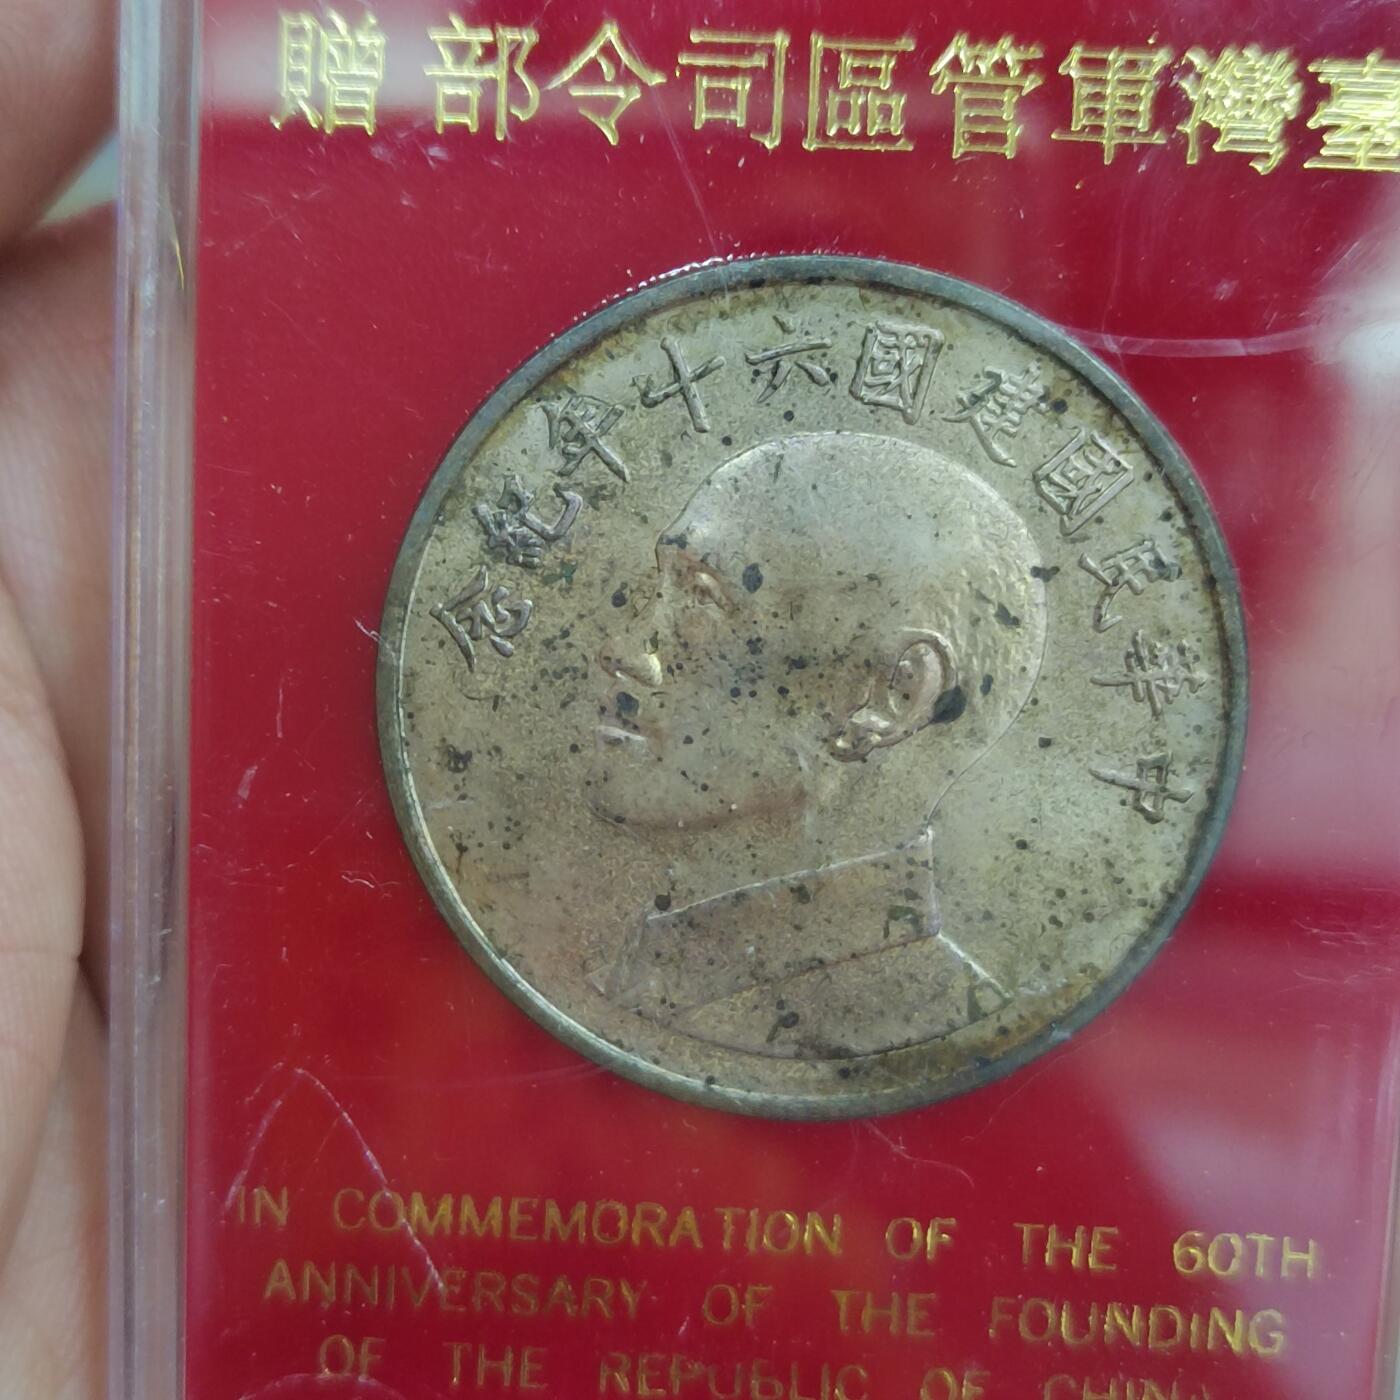 臺灣軍管區司令部 贈
中華民國建國六十年紀念
IN COMMEMORATION OF THE 60TH
ANNIVERSARY OF THE FOUNDING
OF THE REPUBLIC OF CHINA